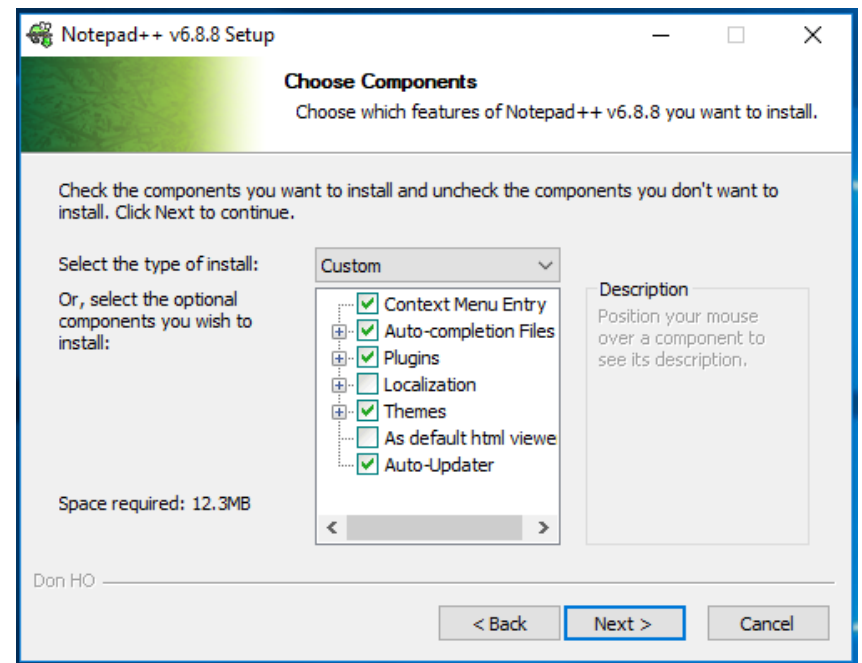 Notepad++ v6.8.8 Setup
Choose Components
Choose which features of Notepad++ v6.8.8 you want to install.
Check the components you want to install and uncheck the components you don't want to
install. Click Next to continue.
Select the type of install:
Custom
Or, select the optional
components you wish to
install:
Context Menu Entry
Auto-completion Files
Plugins
Localization
Themes
As default html viewe
Auto-Updater
Description
Position your mouse
over a component to
see its description.
Space required: 12.3MB
Don HO
< Back
Next >
Cancel